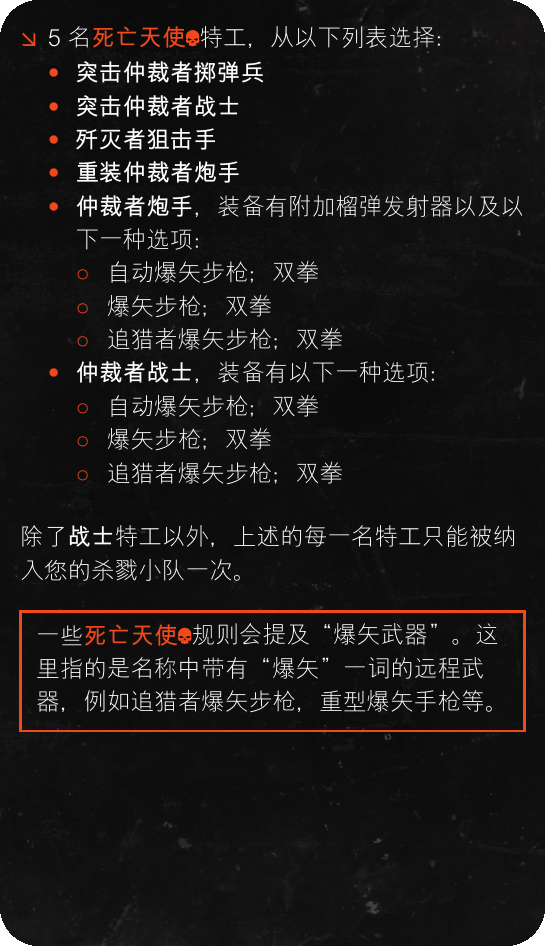 ↘ 5 名死亡天使💀特工，从以下列表选择:
• 突击仲裁者掷弹兵
• 突击仲裁者战士
• 歼灭者狙击手
• 重装仲裁者炮手
• 仲裁者炮手，装备有附加榴弹发射器以及以
下一种选项:
○ 自动爆矢步枪；双拳
○ 爆矢步枪；双拳
○ 追猎者爆矢步枪；双拳
• 仲裁者战士，装备有以下一种选项:
○ 自动爆矢步枪；双拳
○ 爆矢步枪；双拳
○ 追猎者爆矢步枪；双拳
除了战士特工以外，上述的每一名特工只能被纳
入您的杀戮小队一次。
一些死亡天使💀规则会提及“爆矢武器”。这
里指的是名称中带有“爆矢”一词的远程武
器，例如追猎者爆矢步枪，重型爆矢手枪等。